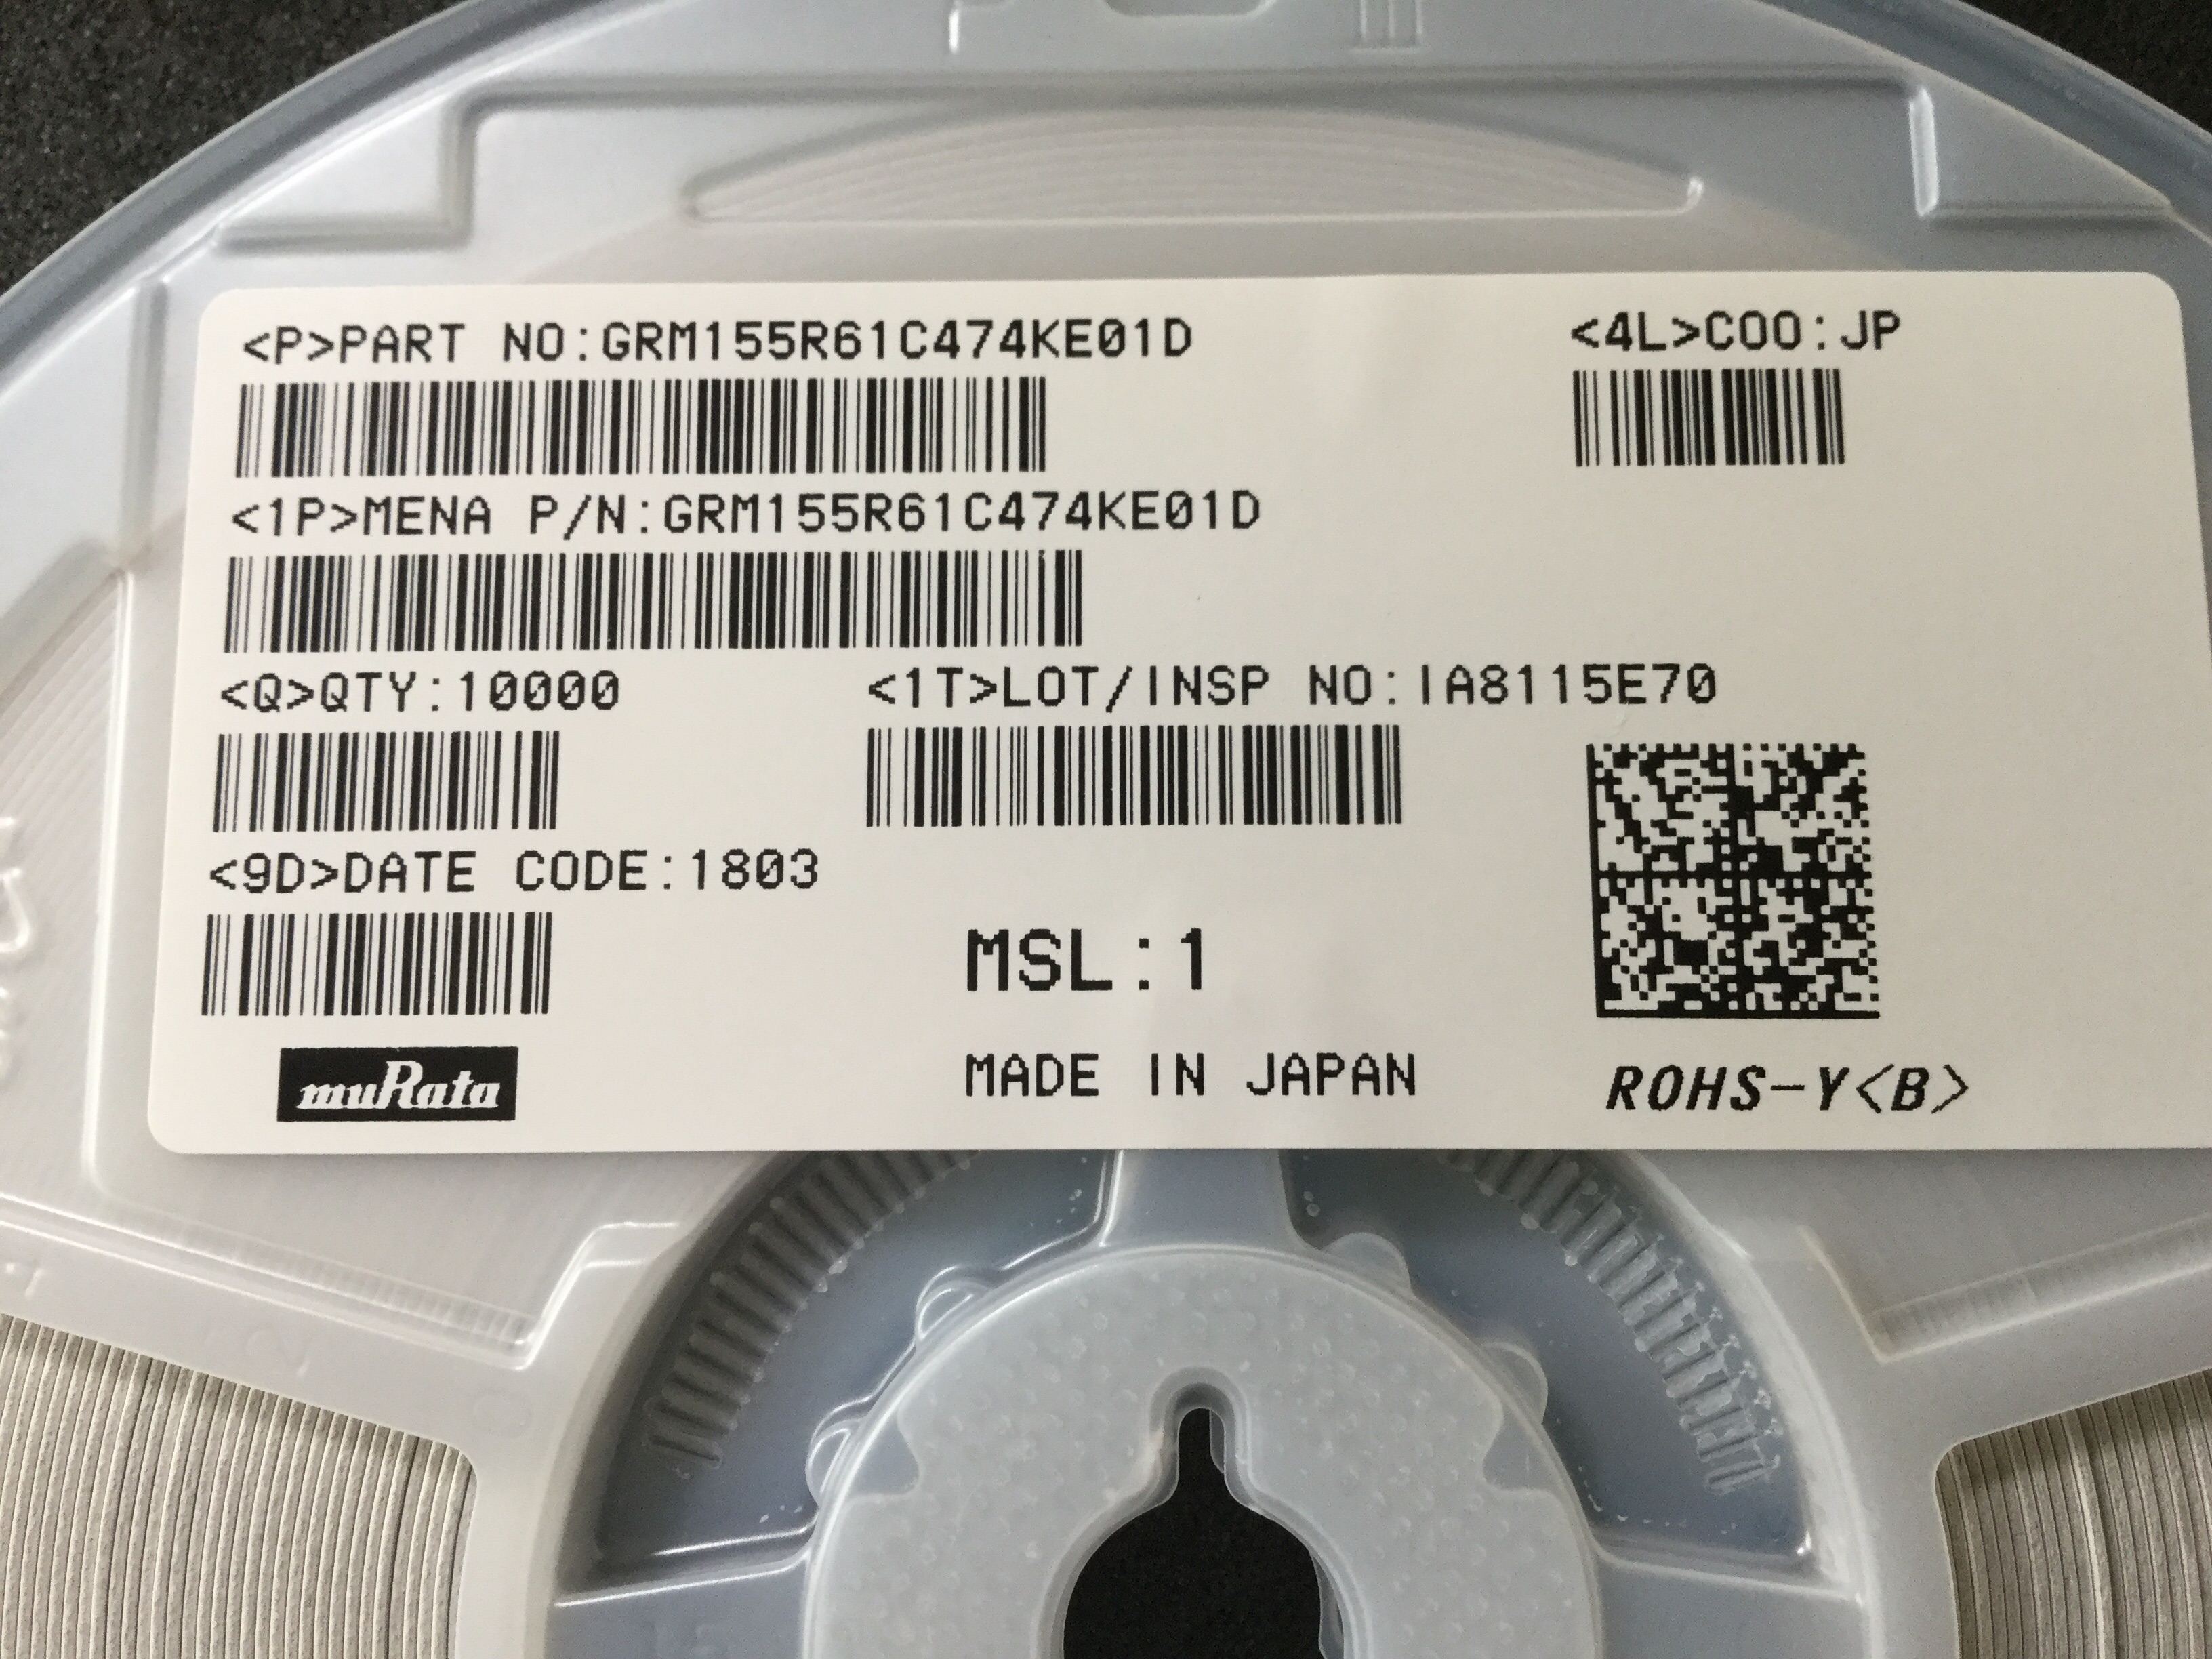 <P>PART NO:GRM155R61C474KE01D
<4L>COO:JP
<1P>MENA P/N:GRM155R61C474KE01D
<Q>QTY:10000
<1T>LOT/INSP NO:IA8115E70
<9D>DATE CODE:1803
MSL:1
muRata
MADE IN JAPAN
ROHS-Y<B>